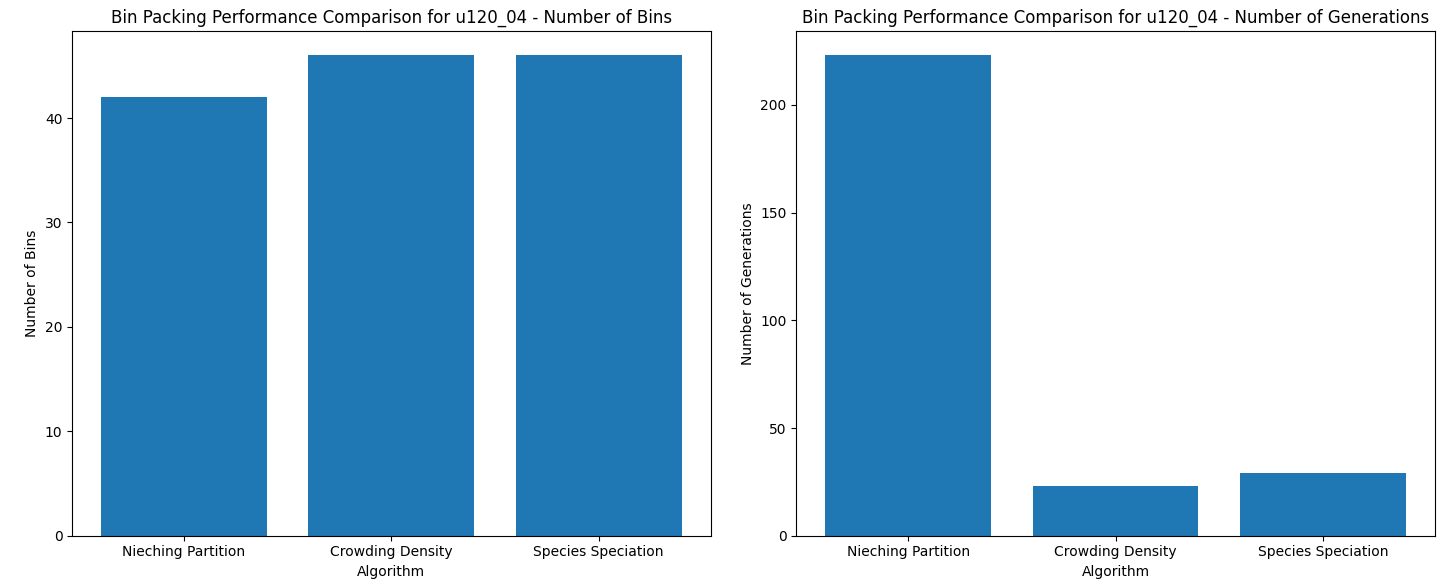 Bin Packing Performance Comparison for u120_04 - Number of Bins
Number of Bins
40
30
20
10
0
Nieching Partition
Crowding Density
Species Speciation
Algorithm
Bin Packing Performance Comparison for u120_04 - Number of Generations
Number of Generations
200
150
100
50
0
Nieching Partition
Crowding Density
Species Speciation
Algorithm